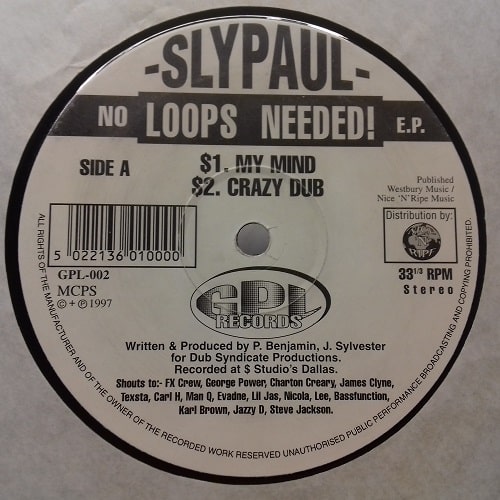 -SLYPAUL-
NO LOOPS NEEDED! E.P.
SIDE A
$1. MY MIND
$2. CRAZY DUB
Published
Westbury Music /
Nice 'N' Ripe Music
Distribution by:
RIPE
5 022136 010000
GPL-002
MCPS
© + ℗ 1997
33 1/3 RPM
Stereo
GPL
RECORDS
Written & Produced by P. Benjamin, J. Sylvester
for Dub Syndicate Productions.
Recorded at $ Studio's Dallas.
Shouts to:- FX Crew, George Power, Charton Creary, James Clyne,
Texsta, Carl H, Man Q, Evadne, Lil Jas, Nicola, Lee, Bassfunction,
Karl Brown, Jazzy D, Steve Jackson.
ALL RIGHTS OF THE MANUFACTURER AND OF THE OWNER OF THE RECORDED WORK RESERVED UNAUTHORISED PUBLIC PERFORMANCE BROADCASTING AND COPYING PROHIBITED.